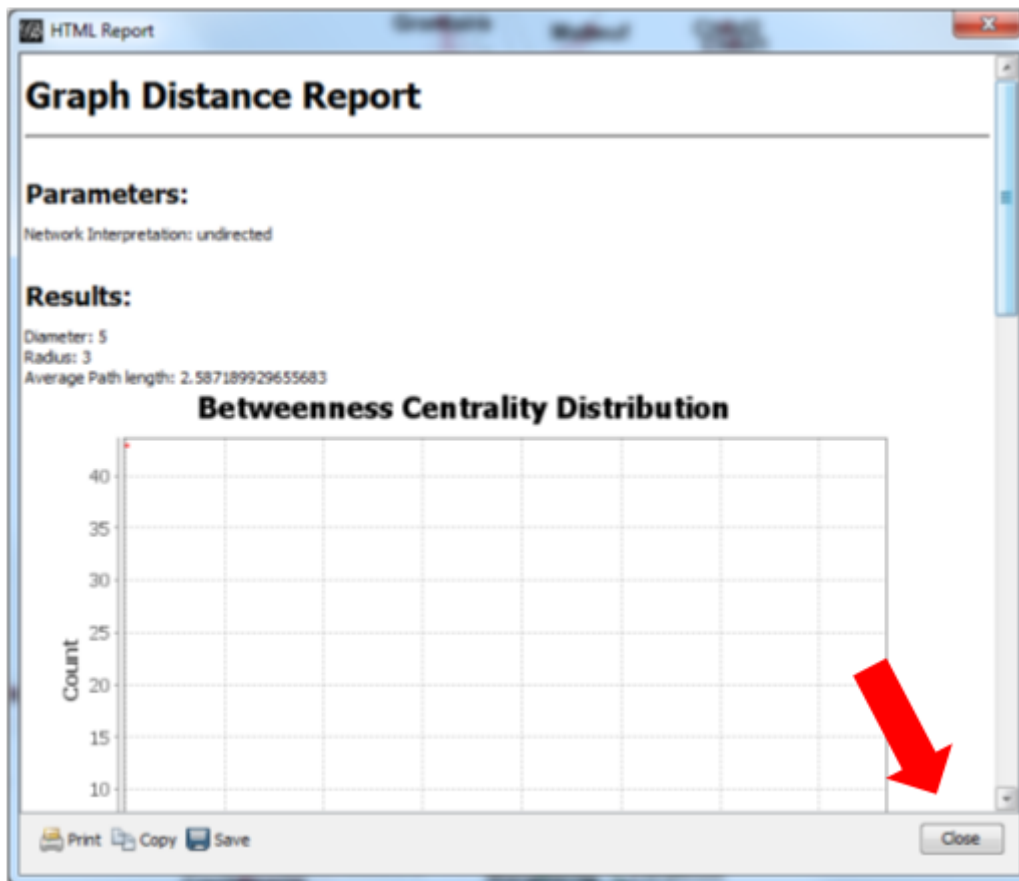 HTML Report
Graph Distance Report
Parameters:
Network Interpretation: undirected
Results:
Diameter: 5
Radius: 3
Average Path length: 2.587189929655683
Betweenness Centrality Distribution
40
35
30
25
20
15
10
Count
Print Copy Save
Close